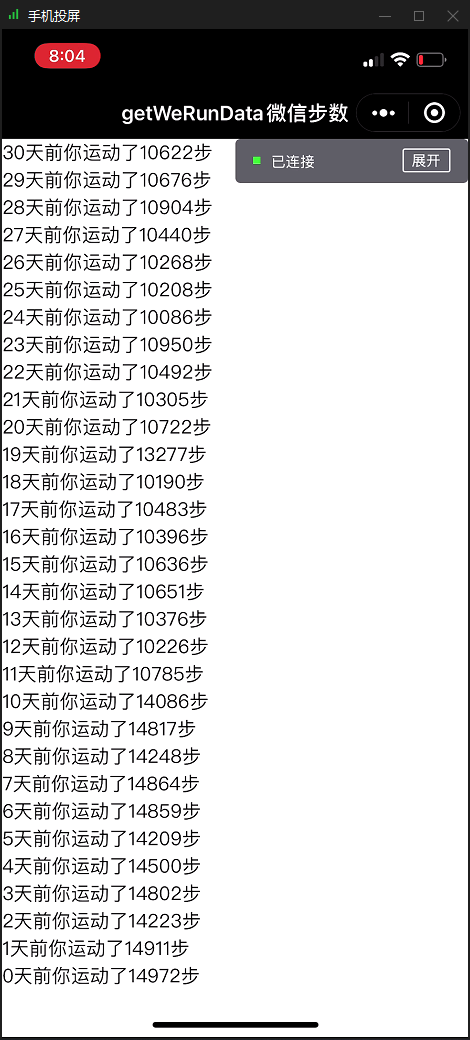 手机投屏
8:04
getWeRunData微信步数
30天前你运动了10622步
已连接
展开
29天前你运动了10676步
28天前你运动了10904步
27天前你运动了10440步
26天前你运动了10268步
25天前你运动了10208步
24天前你运动了10086步
23天前你运动了10950步
22天前你运动了10492步
21天前你运动了10305步
20天前你运动了10722步
19天前你运动了13277步
18天前你运动了10190步
17天前你运动了10483步
16天前你运动了10396步
15天前你运动了10636步
14天前你运动了10651步
13天前你运动了10376步
12天前你运动了10226步
11天前你运动了10785步
10天前你运动了14086步
9天前你运动了14817步
8天前你运动了14248步
7天前你运动了14864步
6天前你运动了14859步
5天前你运动了14209步
4天前你运动了14500步
3天前你运动了14802步
2天前你运动了14223步
1天前你运动了14911步
0天前你运动了14972步